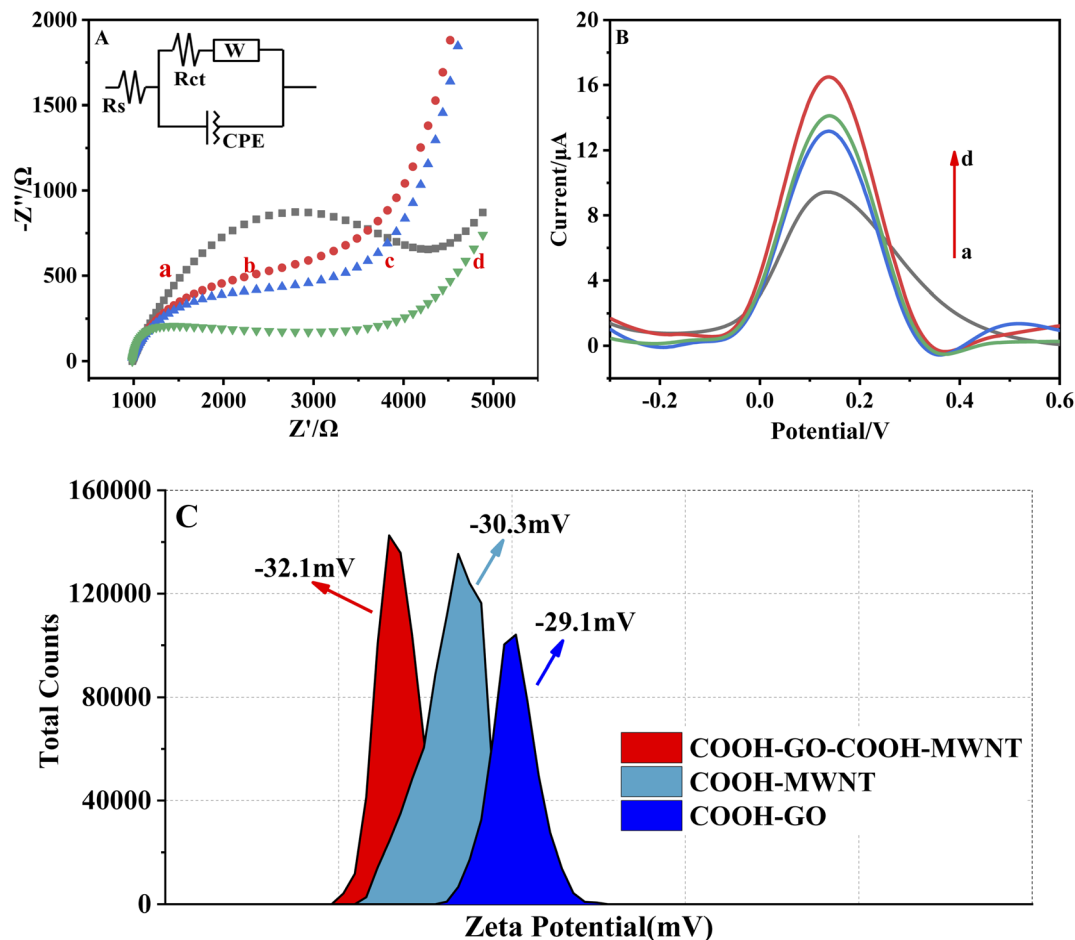 A
2000
1500
1000
500
0
-Z''/Ω
Rs
Rct
W
CPE
a
b
c
d
1000
2000
3000
4000
5000
Z'/Ω
B
20
16
12
8
4
0
Current/μA
d
a
-0.2
0.0
0.2
0.4
0.6
Potential/V
C
160000
120000
80000
40000
0
Total Counts
-32.1mV
-30.3mV
-29.1mV
COOH-GO-COOH-MWNT
COOH-MWNT
COOH-GO
Zeta Potential(mV)